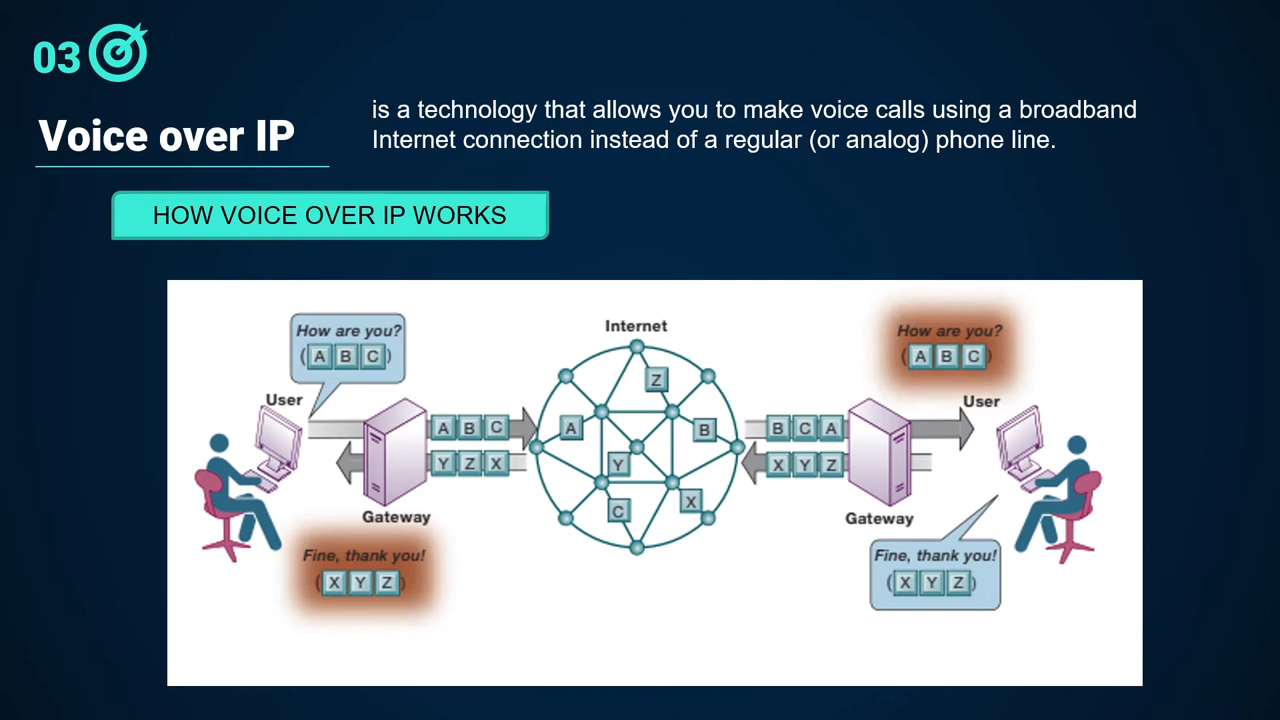 03
Voice over IP
is a technology that allows you to make voice calls using a broadband
Internet connection instead of a regular (or analog) phone line.
HOW VOICE OVER IP WORKS
How are you?
(A B C)
User
Gateway
A B C
Y Z X
Fine, thank you!
(X Y Z)
Internet
Z
A
B
Y
C
X
B C A
X Y Z
Gateway
How are you?
(A B C)
User
Fine, thank you!
(X Y Z)